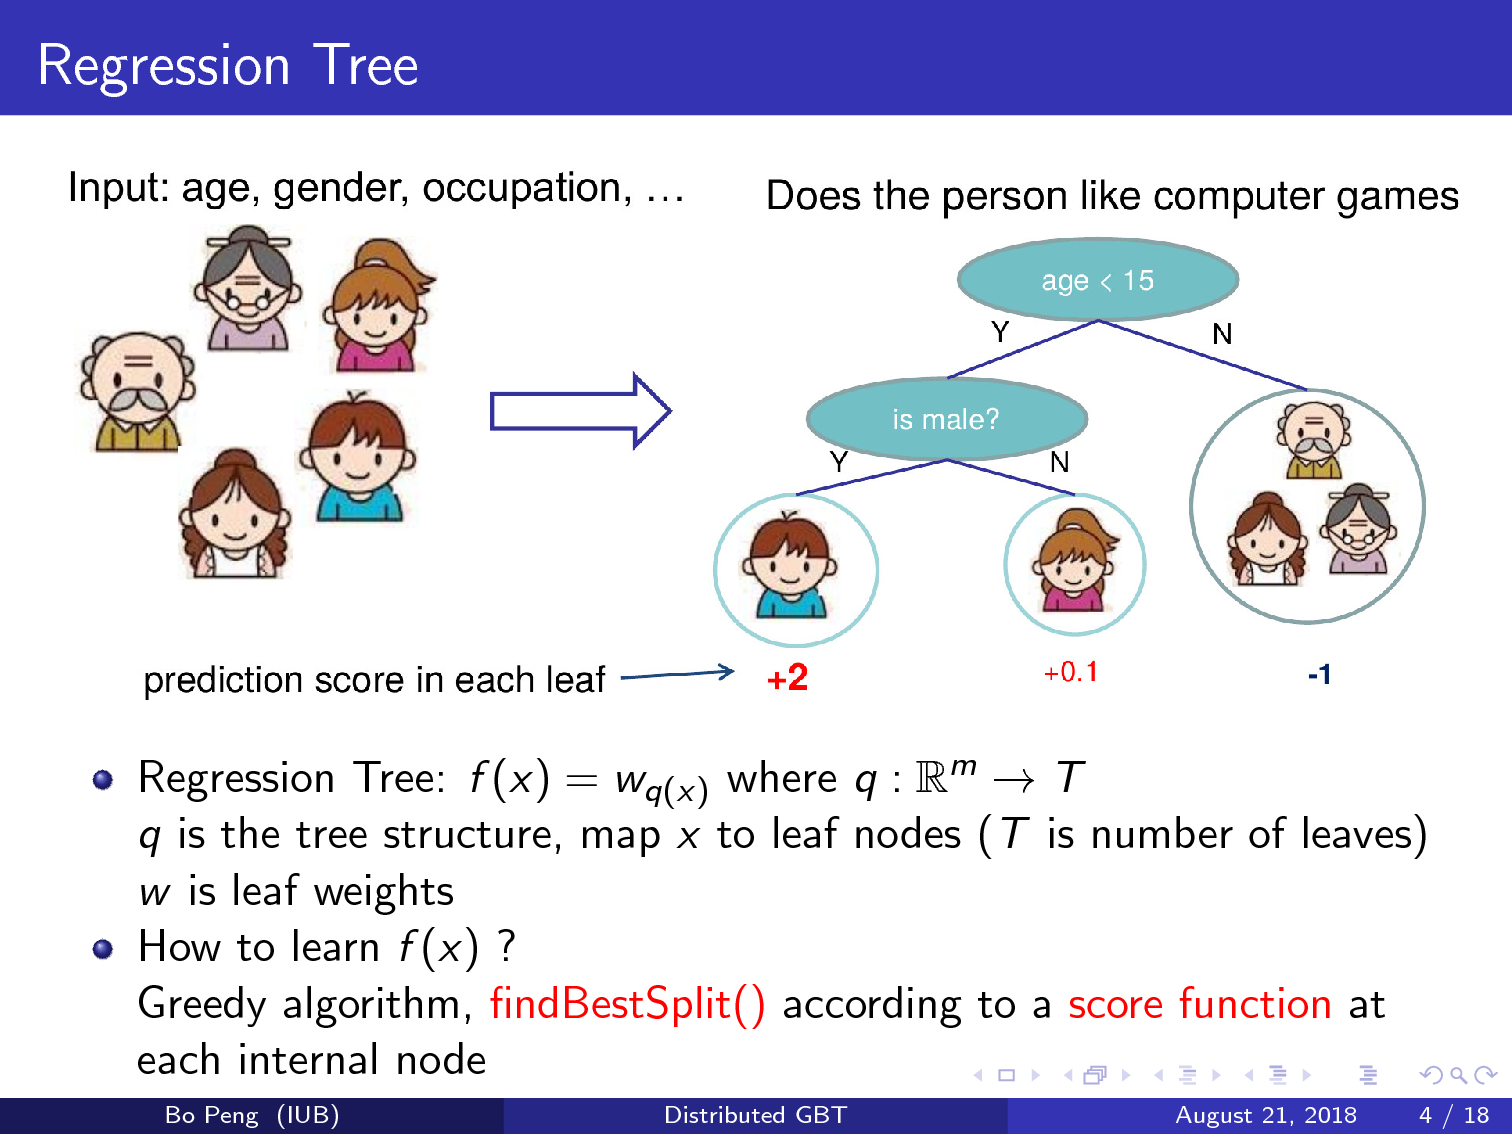 Regression Tree
Input: age, gender, occupation, …
Does the person like computer games
age < 15
Y
N
is male?
Y
N
prediction score in each leaf
+2
+0.1
-1
Regression Tree: f(x) = w_{q(x)} where q : ℝ^m → T
q is the tree structure, map x to leaf nodes (T is number of leaves)
w is leaf weights
How to learn f(x) ?
Greedy algorithm, findBestSplit() according to a score function at
each internal node
Bo Peng (IUB)
Distributed GBT
August 21, 2018
4 / 18